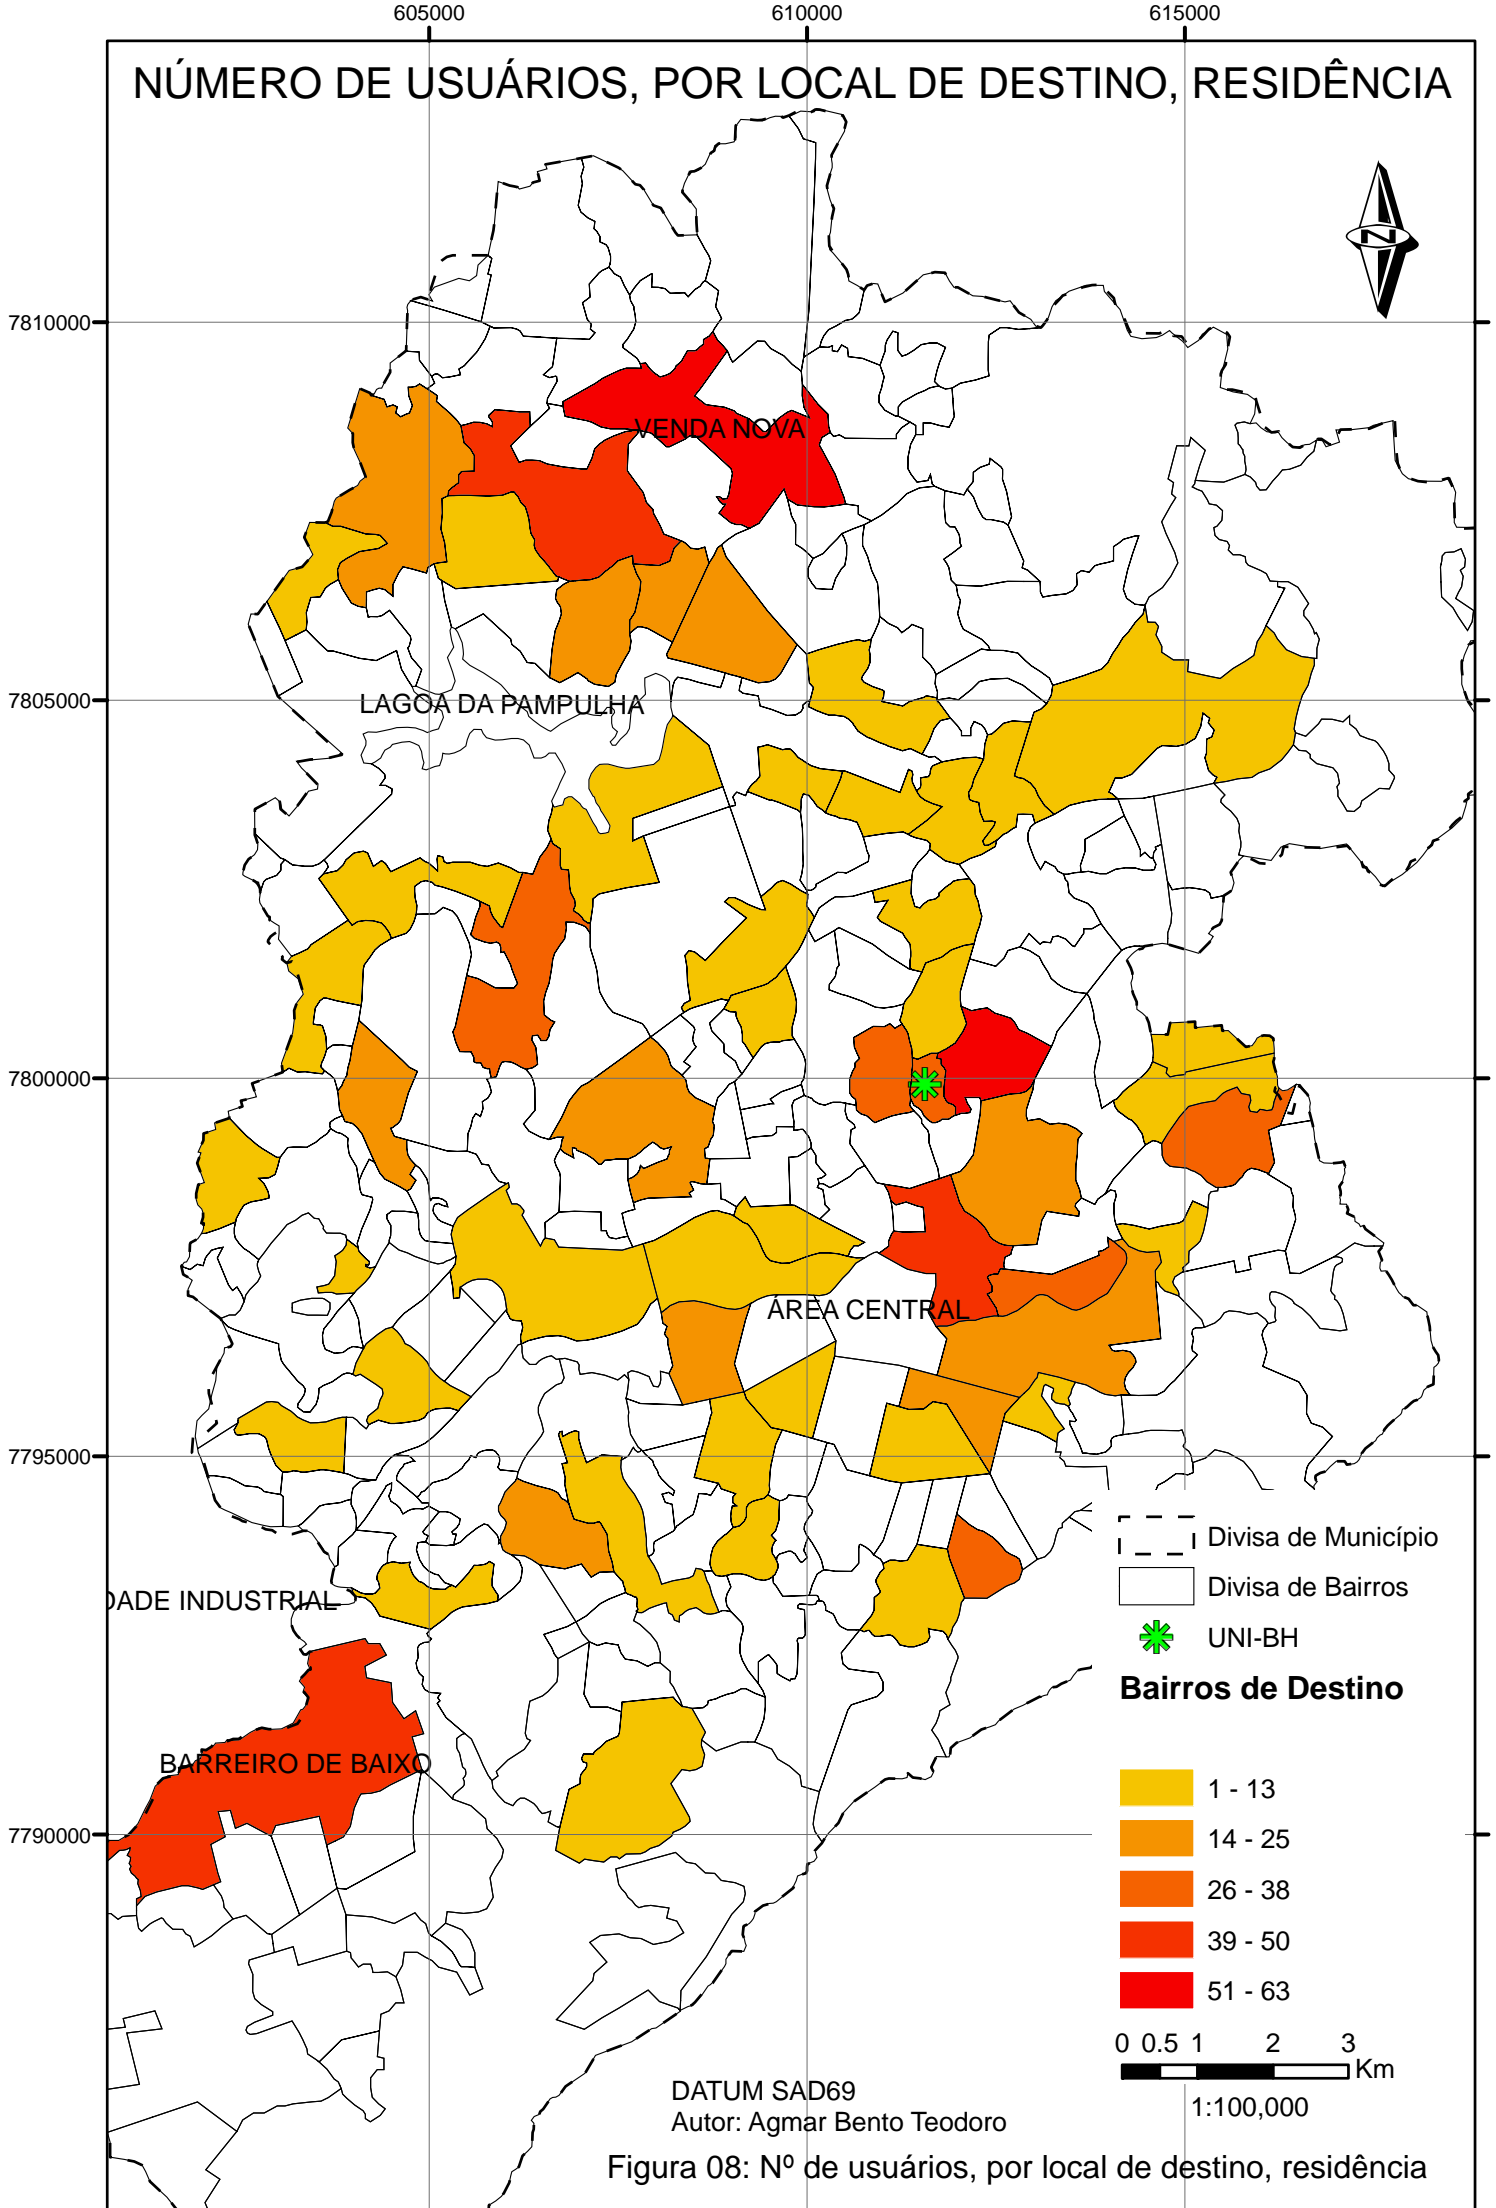 605000 610000 615000
NÚMERO DE USUÁRIOS, POR LOCAL DE DESTINO, RESIDÊNCIA
N
7810000
VENDA NOVA
7805000
LAGOA DA PAMPULHA
7800000
ÁREA CENTRAL
7795000
DADE INDUSTRIAL
BARREIRO DE BAIXO
7790000
Divisa de Município
Divisa de Bairros
UNI-BH
Bairros de Destino
1 - 13
14 - 25
26 - 38
39 - 50
51 - 63
0 0.5 1 2 3
Km
1:100,000
DATUM SAD69
Autor: Agmar Bento Teodoro
Figura 08: Nº de usuários, por local de destino, residência